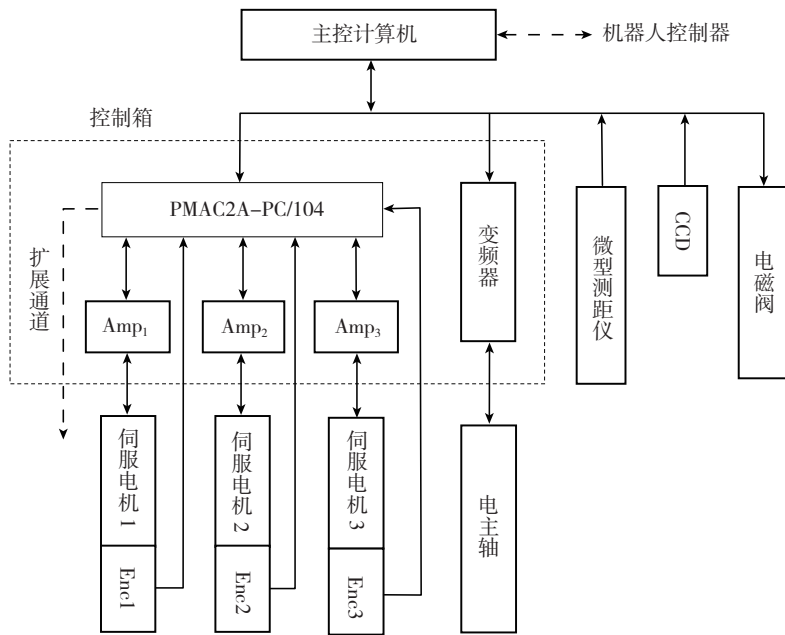 主控计算机
机器人控制器
控制箱
PMAC2A-PC/104
扩展通道
变频器
微型测距仪
CCD
电磁阀
Amp₁
Amp₂
Amp₃
伺服电机1
伺服电机2
伺服电机3
电主轴
Enc1
Enc2
Enc3